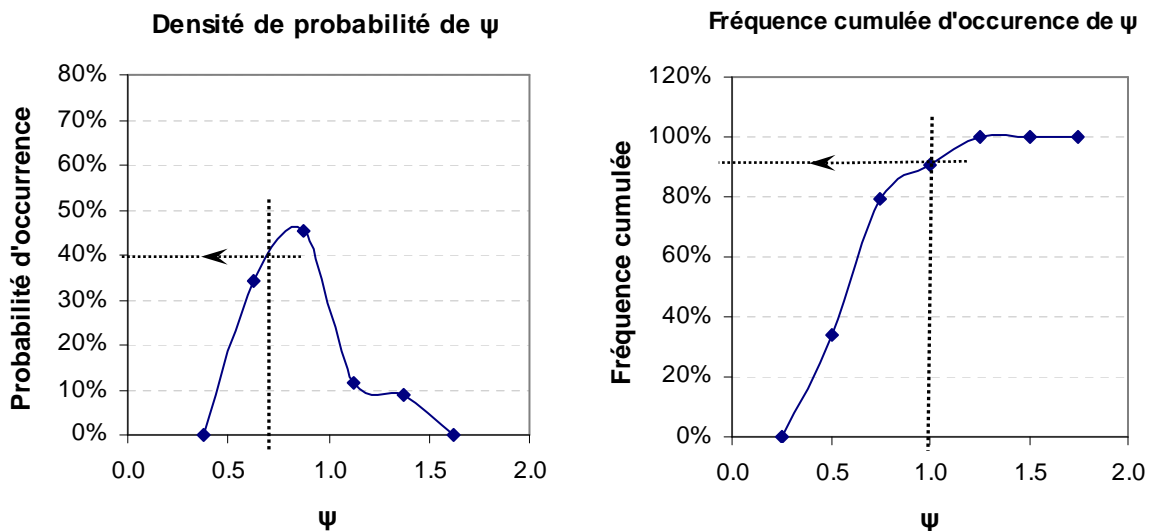 Densité de probabilité de ψ
80%
70%
60%
50%
40%
30%
20%
10%
0%
Probabilité d'occurrence
0.0 0.5 1.0 1.5 2.0
ψ
Fréquence cumulée d'occurence de ψ
120%
100%
80%
60%
40%
20%
0%
Fréquence cumulée
0.0 0.5 1.0 1.5 2.0
ψ